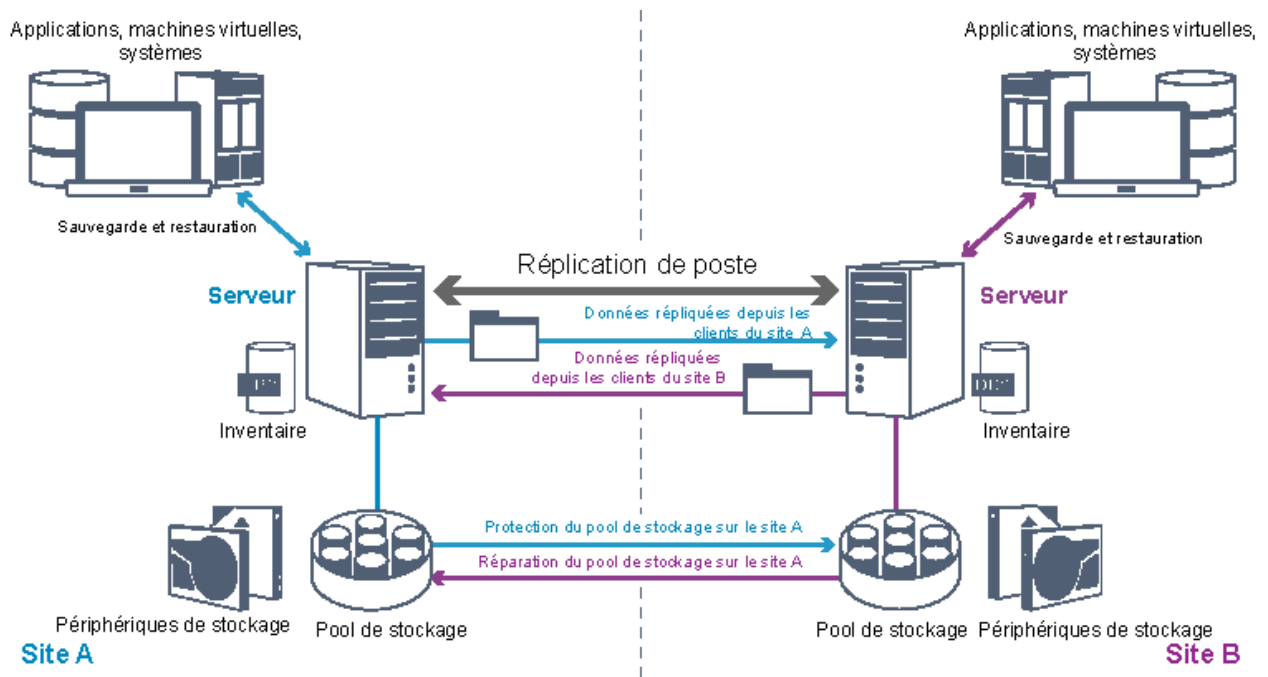 Applications, machines virtuelles,
systèmes
Applications, machines virtuelles,
systèmes
Sauvegarde et restauration
Sauvegarde et restauration
Réplication de poste
Serveur
Serveur
Données répliquées depuis les
clients du site A
Données répliquées
depuis les clients du site B
Inventaire
Inventaire
Protection du pool de stockage sur le site A
Réparation du pool de stockage sur le site A
Périphériques de stockage
Pool de stockage
Pool de stockage
Périphériques de stockage
Site A
Site B